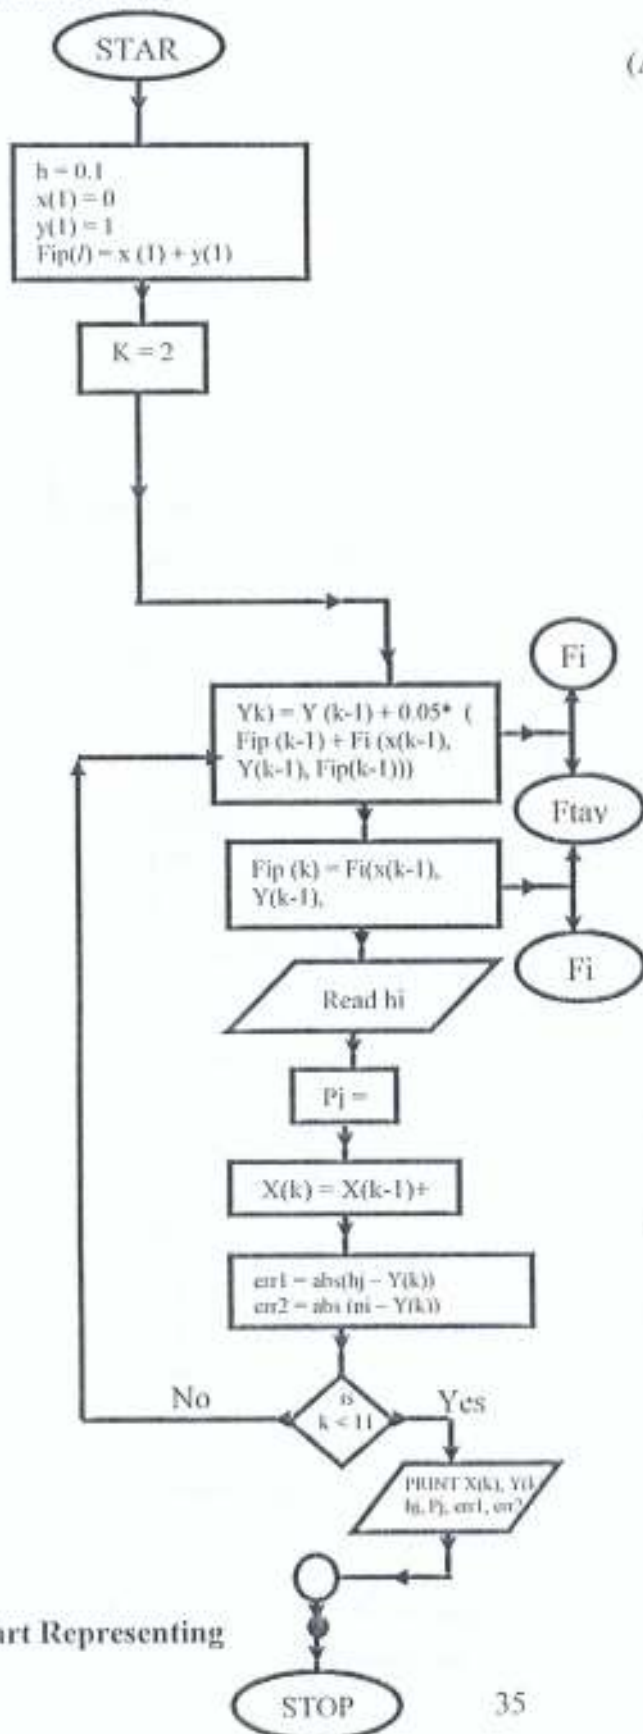 STAR
h = 0.1
x(1) = 0
y(1) = 1
Fip(l) = x (1) + y(1)
K = 2
Yk) = Y (k-1) + 0.05* (
Fip (k-1) + Fi (x(k-1),
Y(k-1), Fip(k-1)))
Fi
Ftay
Fip (k) = Fi(x(k-1),
Y(k-1),
Fi
Read hi
Pj =
X(k) = X(k-1)+
err1 = abs(hj – Y(k))
err2 = abs (pi – Y(k))
is
k < 11
No
Yes
PRINT X(k), Y(k
hj, Pj, err1, err2
art Representing
STOP
35